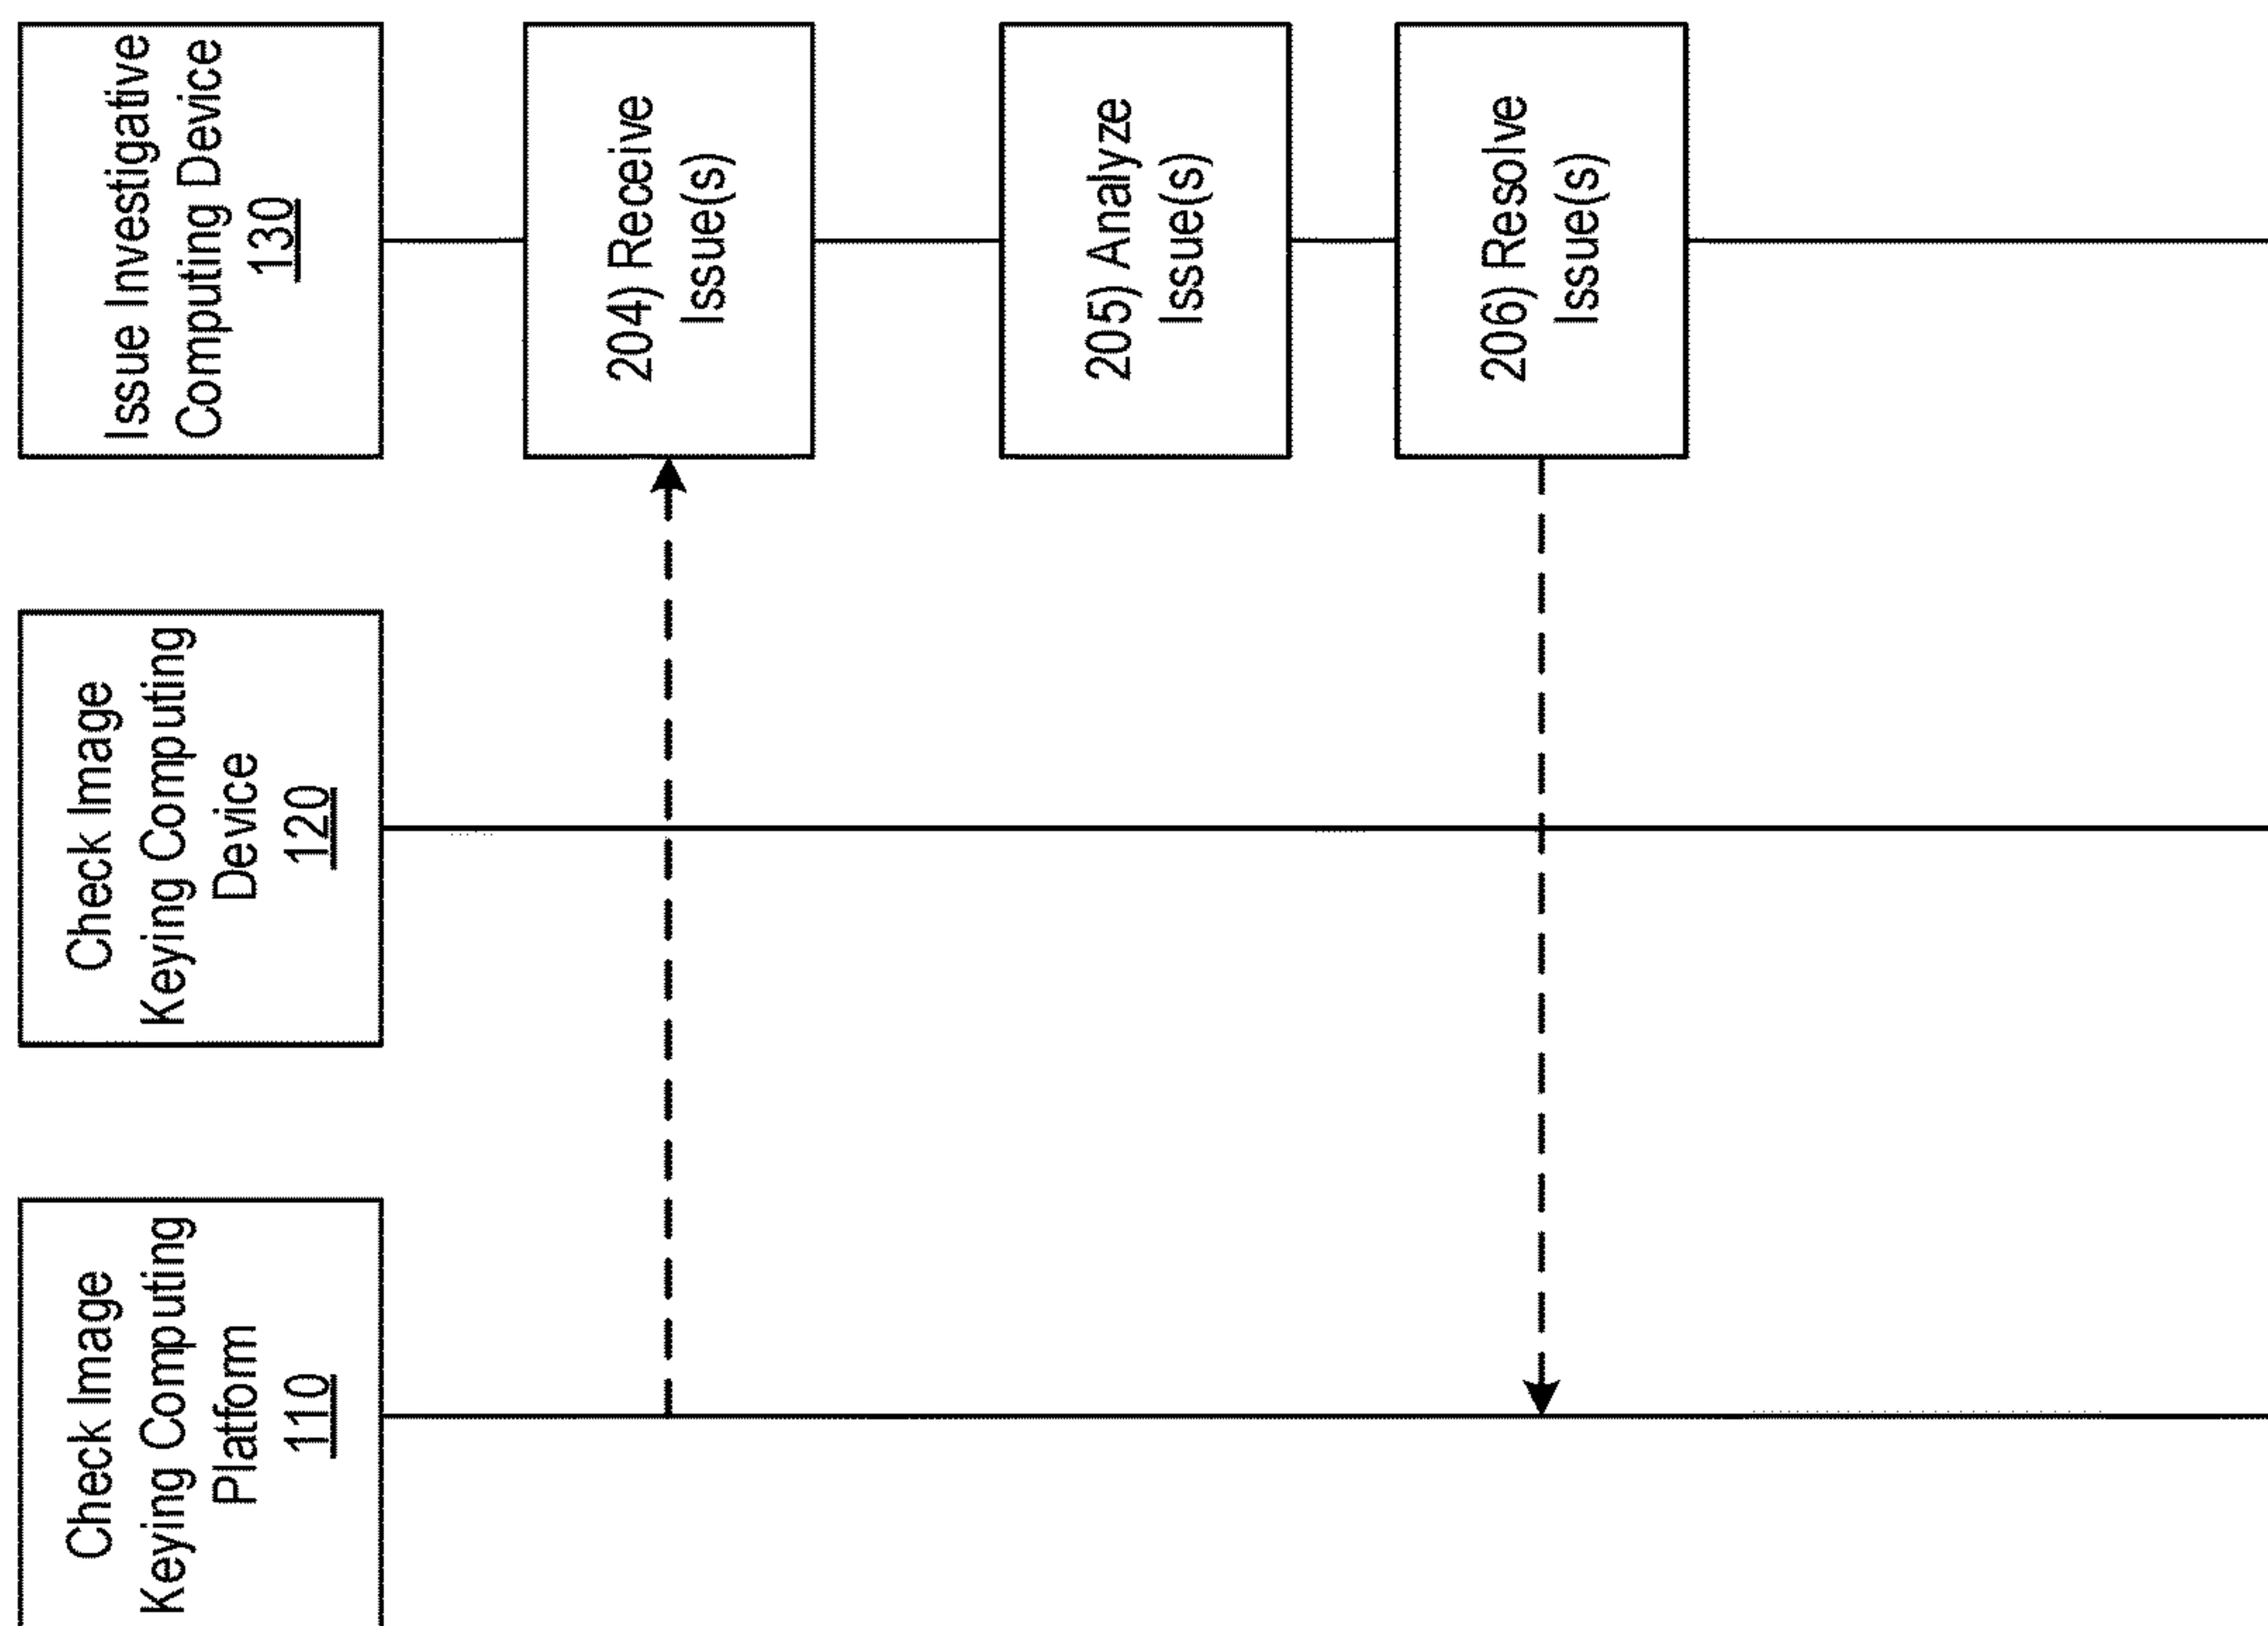 Check Image
Keying Computing
Platform
110
Check Image
Keying Computing
Device
120
Issue Investigative
Computing Device
130
204) Receive
Issue(s)
205) Analyze
Issue(s)
206) Resolve
Issue(s)